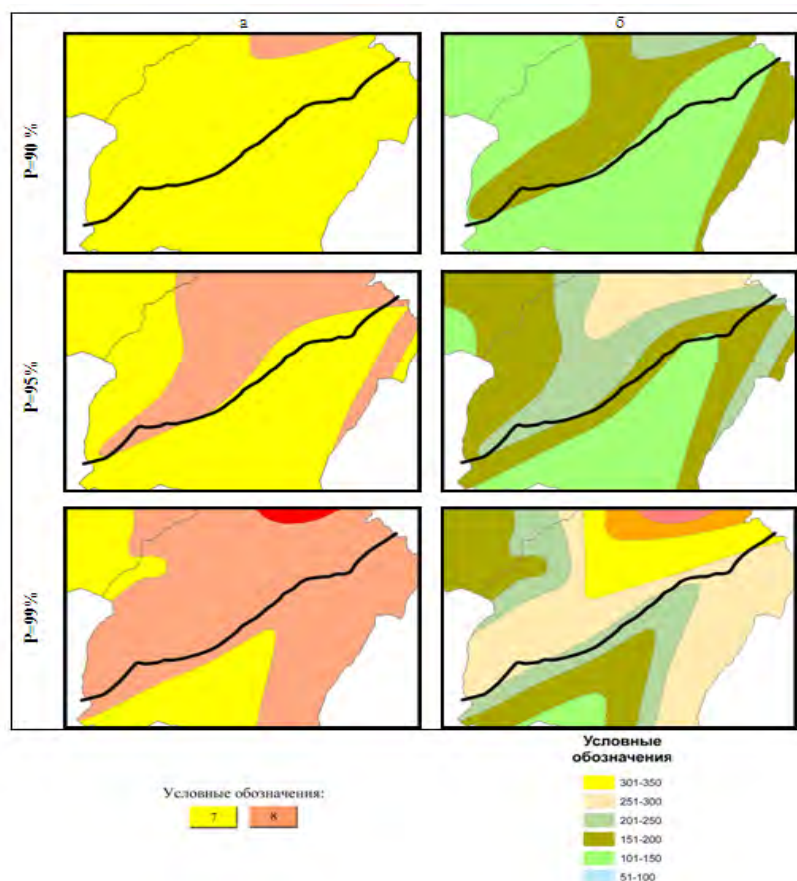 а
б
P=90 %
P=95%
P=99%
Условные обозначения:
7
8
Условные
обозначения
301-350
251-300
201-250
151-200
101-150
51-100